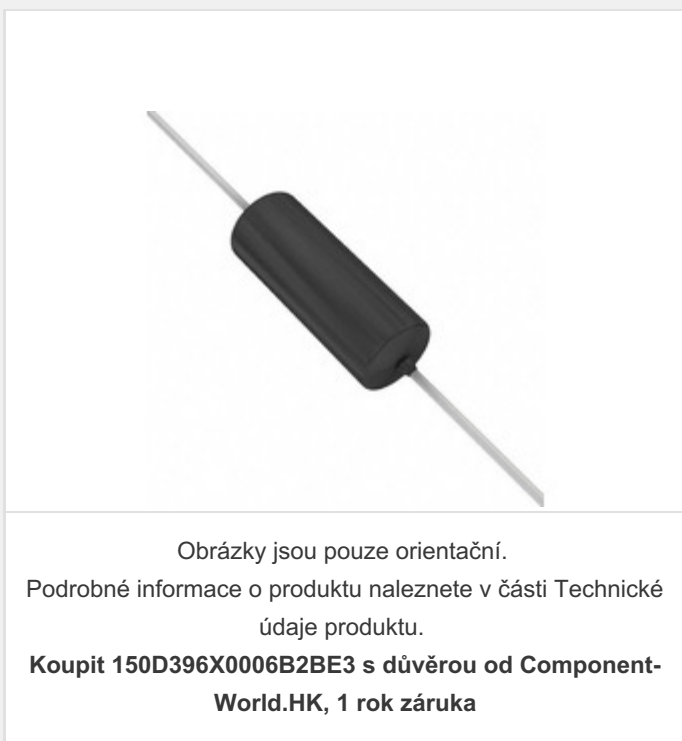 Obrázky jsou pouze orientační.
Podrobné informace o produktu naleznete v části Technické
údaje produktu.
Koupit 150D396X0006B2BE3 s důvěrou od Component-
World.HK, 1 rok záruka